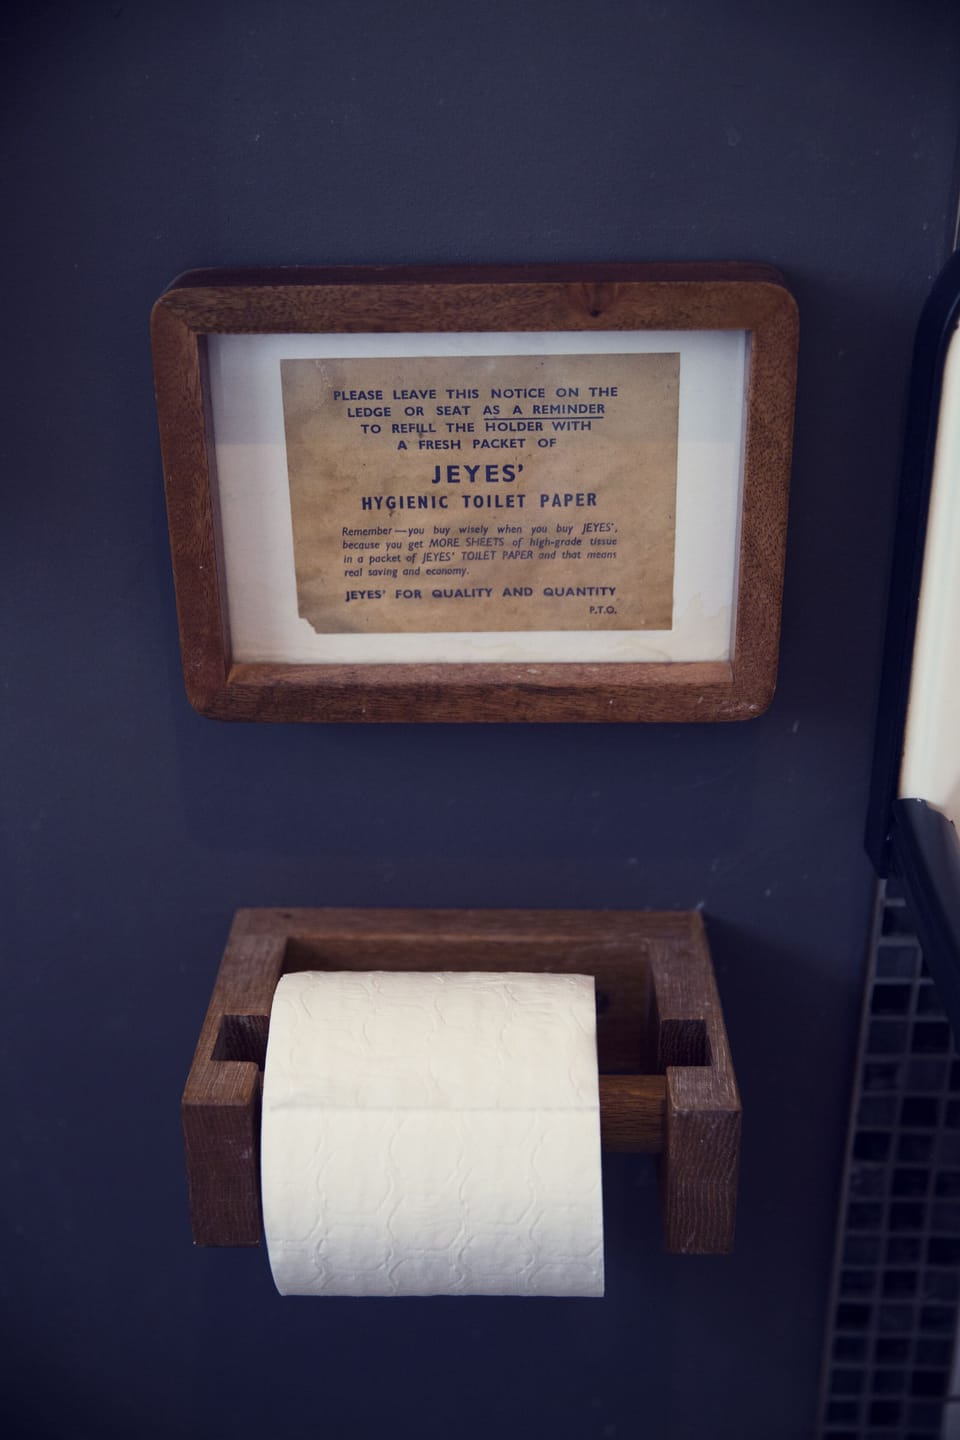 PLEASE LEAVE THIS NOTICE ON THE
LEDGE OR SEAT AS A REMINDER
TO REFILL THE HOLDER WITH
A FRESH PACKET OF
JEYES'
HYGIENIC TOILET PAPER
Remember—you buy wisely when you buy JEYES',
because you get MORE SHEETS of high-grade tissue
in a packet of JEYES' TOILET PAPER and that means
real saving and economy.
JEYES' FOR QUALITY AND QUANTITY
P.T.O.